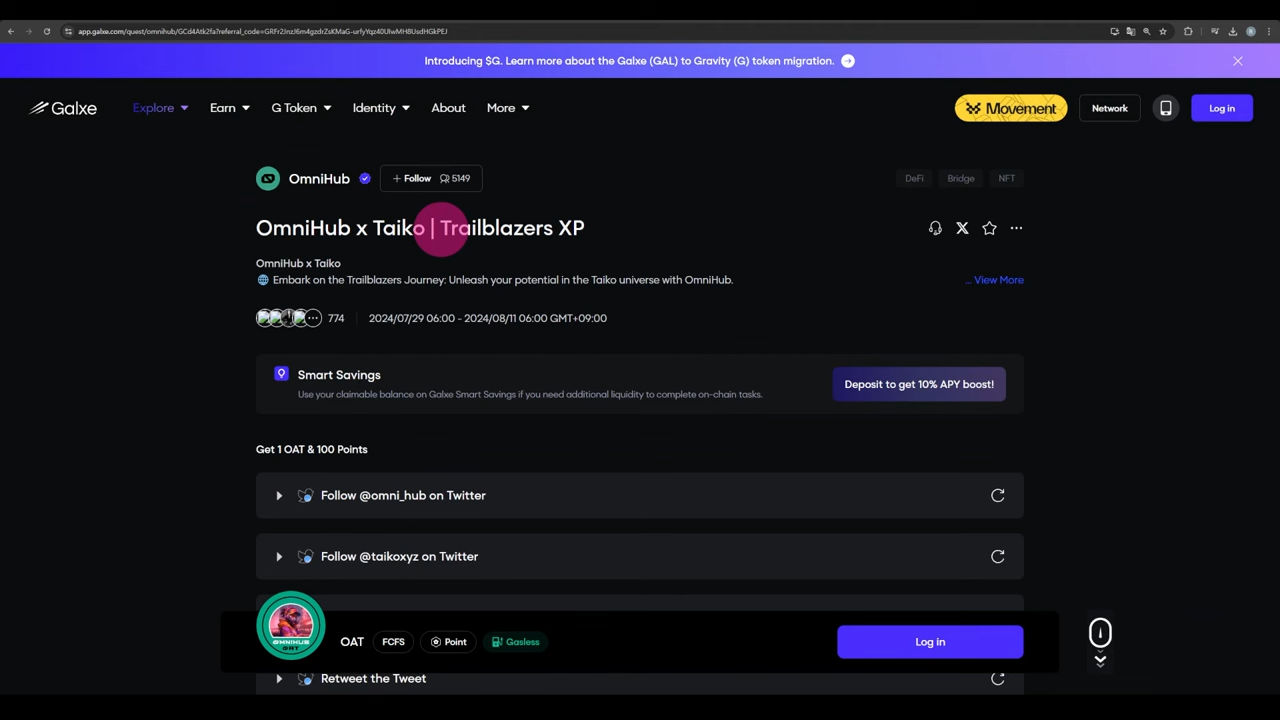 app.galxe.com/quest/omnihub/GCd4Atk2fa?referral_code=GRFr2JnzJ6m4gzdrZsKMaG-urfyYqz40UIwMH8UsdHGKPEJ
Introducing $G. Learn more about the Galxe (GAL) to Gravity (G) token migration.
Galxe Explore Earn G Token Identity About More Movement Network Log in
OmniHub + Follow 5149 DeFi Bridge NFT
OmniHub x Taiko | Trailblazers XP
OmniHub x Taiko
Embark on the Trailblazers Journey: Unleash your potential in the Taiko universe with OmniHub. ... View More
774 2024/07/29 06:00 - 2024/08/11 06:00 GMT+09:00
Smart Savings
Use your claimable balance on Galxe Smart Savings if you need additional liquidity to complete on-chain tasks.
Deposit to get 10% APY boost!
Get 1 OAT & 100 Points
Follow @omni_hub on Twitter
Follow @taikoxyz on Twitter
OMNIHUB
OAT
OAT FCFS Point Gasless Log in
Retweet the Tweet